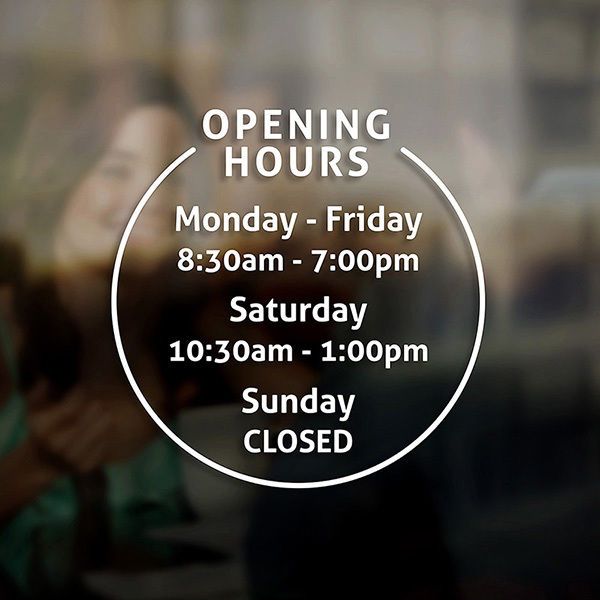 OPENING
HOURS
Monday - Friday
8:30am - 7:00pm
Saturday
10:30am - 1:00pm
Sunday
CLOSED